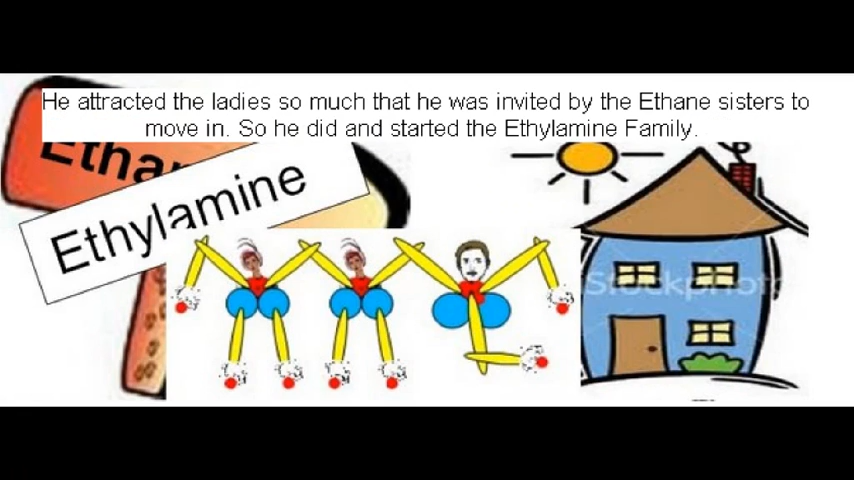 He attracted the ladies so much that he was invited by the Ethane sisters to
move in. So he did and started the Ethylamine Family.
Ethan
Ethylamine